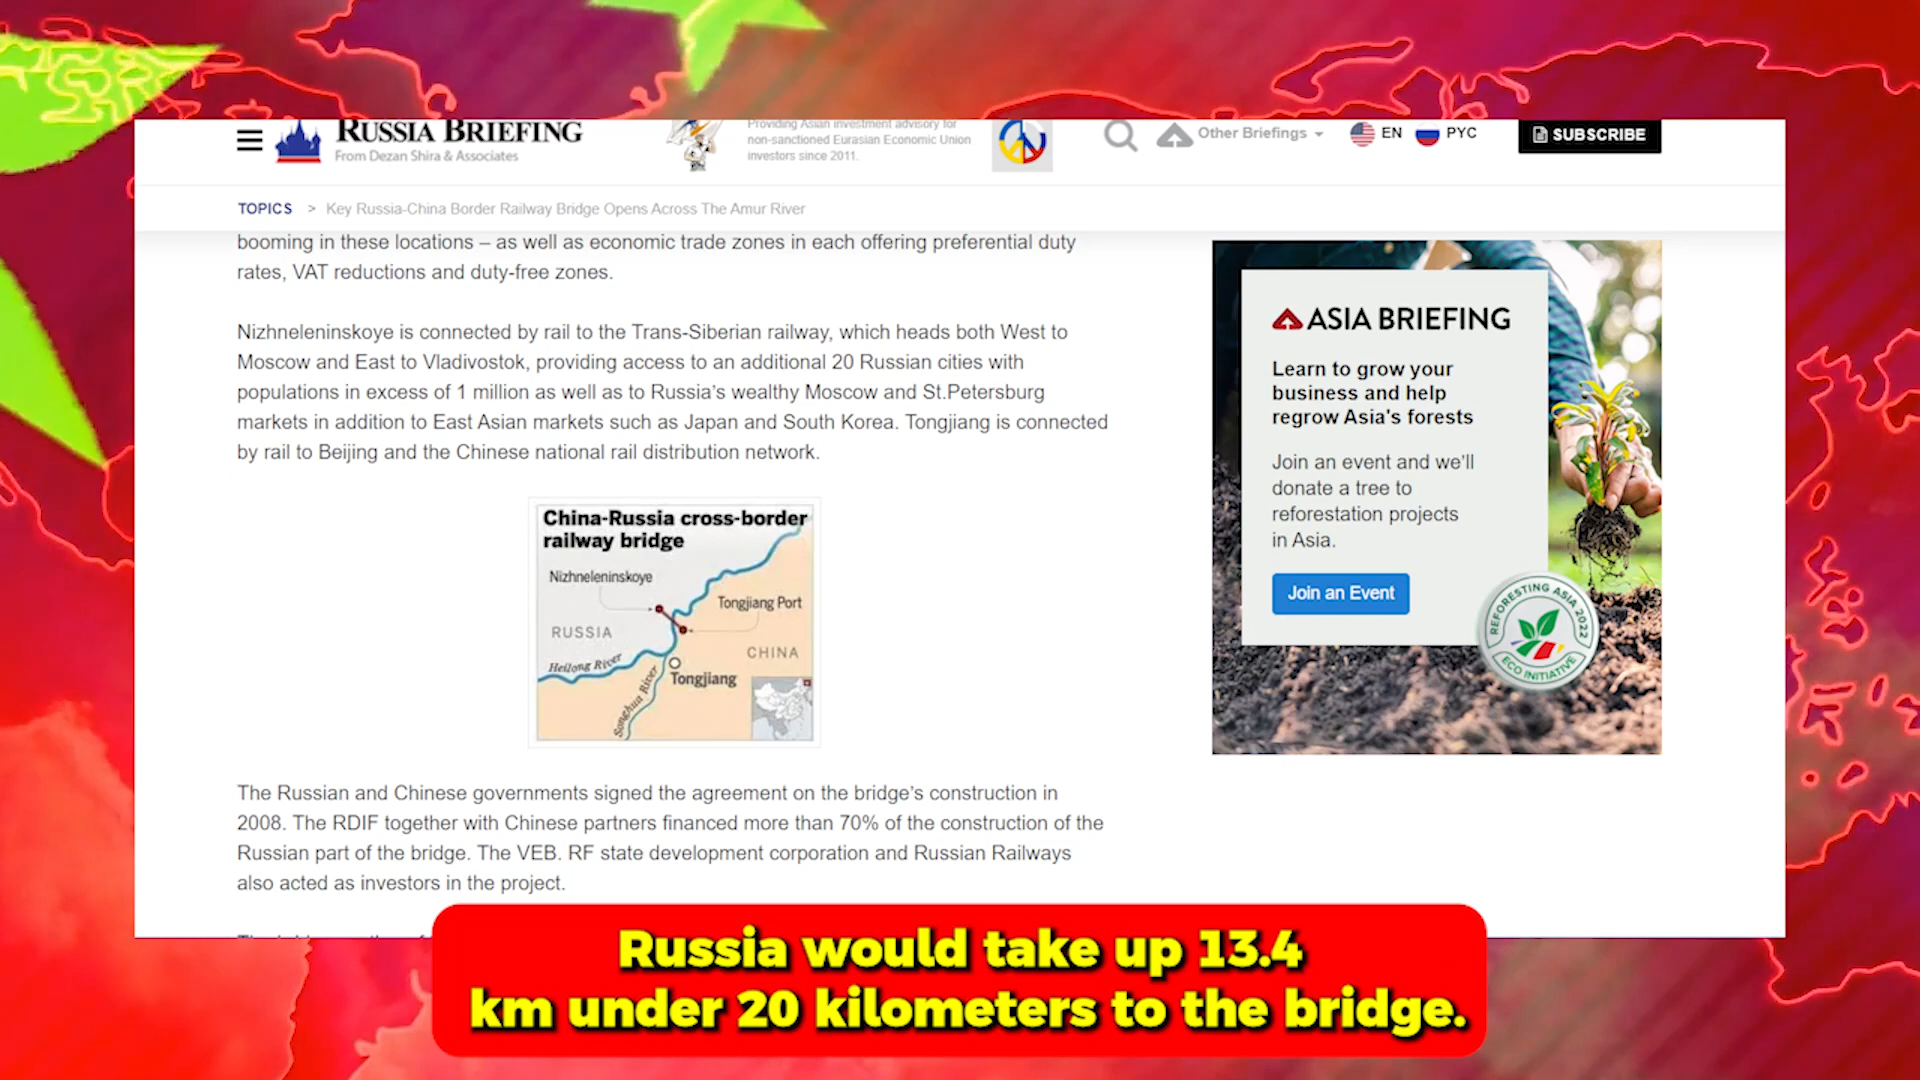 RUSSIA BRIEFING
From Dezan Shira & Associates
Providing Asian investment advisory for
non-sanctioned Eurasian Economic Union
investors since 2011.
Other Briefings
EN
РУС
SUBSCRIBE
TOPICS > Key Russia-China Border Railway Bridge Opens Across The Amur River
booming in these locations – as well as economic trade zones in each offering preferential duty
rates, VAT reductions and duty-free zones.
Nizhneleninskoye is connected by rail to the Trans-Siberian railway, which heads both West to
Moscow and East to Vladivostok, providing access to an additional 20 Russian cities with
populations in excess of 1 million as well as to Russia's wealthy Moscow and St.Petersburg
markets in addition to East Asian markets such as Japan and South Korea. Tongjiang is connected
by rail to Beijing and the Chinese national rail distribution network.
China-Russia cross-border
railway bridge
Nizhneleninskoye
Tongjiang Port
RUSSIA
CHINA
Heilong River
Tongjiang
Songhua River
The Russian and Chinese governments signed the agreement on the bridge's construction in
2008. The RDIF together with Chinese partners financed more than 70% of the construction of the
Russian part of the bridge. The VEB. RF state development corporation and Russian Railways
also acted as investors in the project.
ASIA BRIEFING
Learn to grow your
business and help
regrow Asia's forests
Join an event and we'll
donate a tree to
reforestation projects
in Asia.
Join an Event
REFORESTING ASIA 2022
ECO INITIATIVE
Russia would take up 13.4
km under 20 kilometers to the bridge.